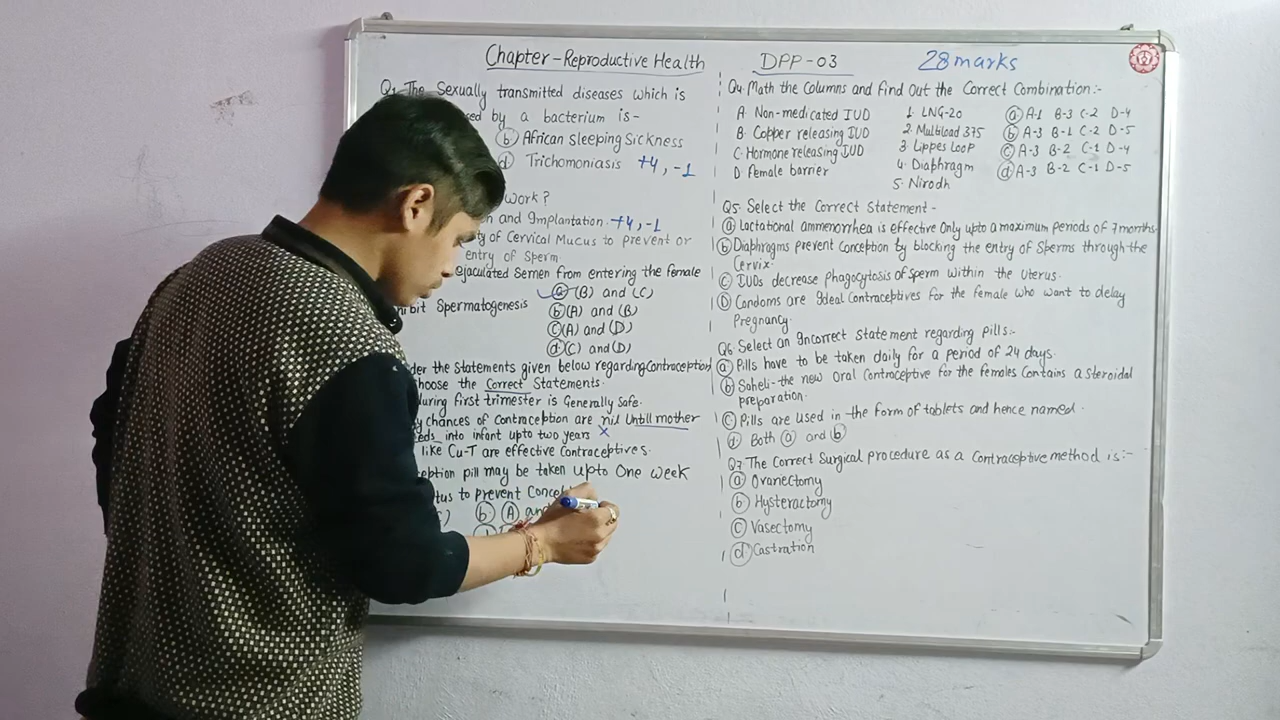 Chapter-Reproductive Health
DPP-03
28 marks
Q1 The Sexually transmitted diseases which is
by a bacterium is-
(b) African sleeping Sickness
(d) Trichomoniasis +4, -1
Work?
and Implantation. +4, -1
of Cervical Mucus to prevent or
entry of sperm.
ejaculated semen from entering the female
Spermatogenesis
(a) (B) and (C)
(b) (A) and (B)
(C) (A) and (D)
(d) (C) and (D)
the Statements given below regarding Contraception
choose the Correct Statements.
during first trimester is Generally Safe.
chances of Contraception are nil Untill mother
into infant upto two years ×
like Cu-T are effective Contraceptives.
pill may be taken upto One week
to prevent
(b) (A)
Q4 Math the Columns and find Out the Correct Combination:-
A. Non-medicated IUD 1. LNG-20 (a) A-1 B-3 C-2 D-4
B. Copper releasing IUD 2. Multiload 375 (b) A-3 B-1 C-2 D-5
C. Hormone releasing IUD 3. Lippes Loop (c) A-3 B-2 C-1 D-4
D. Female barrier 4. Diaphragm (d) A-3 B-2 C-1 D-5
5. Nirodh
Q5 Select the Correct Statement-
(a) Lactational ammenorrhea is effective Only upto a maximum periods of 7 months.
(b) Diaphragms prevent Conception by blocking the entry of Sperms through the
Cervix.
(C) IUDs decrease phagocytosis of sperm within the Uterus.
(D) Condoms are Ideal Contraceptives for the female who want to delay
Pregnancy.
Q6 Select an Incorrect Statement regarding pills:-
(a) Pills have to be taken daily for a period of 24 days.
(b) Saheli-the new Oral Contraceptive for the females Contains a steroidal
preparation.
(C) Pills are used in the form of tablets and hence named.
(d) Both (a) and (b)
Q7 The Correct Surgical procedure as a Contraceptive method is:-
(a) Ovariectomy
(b) Hysteractomy
(C) Vasectomy
(d) Castration